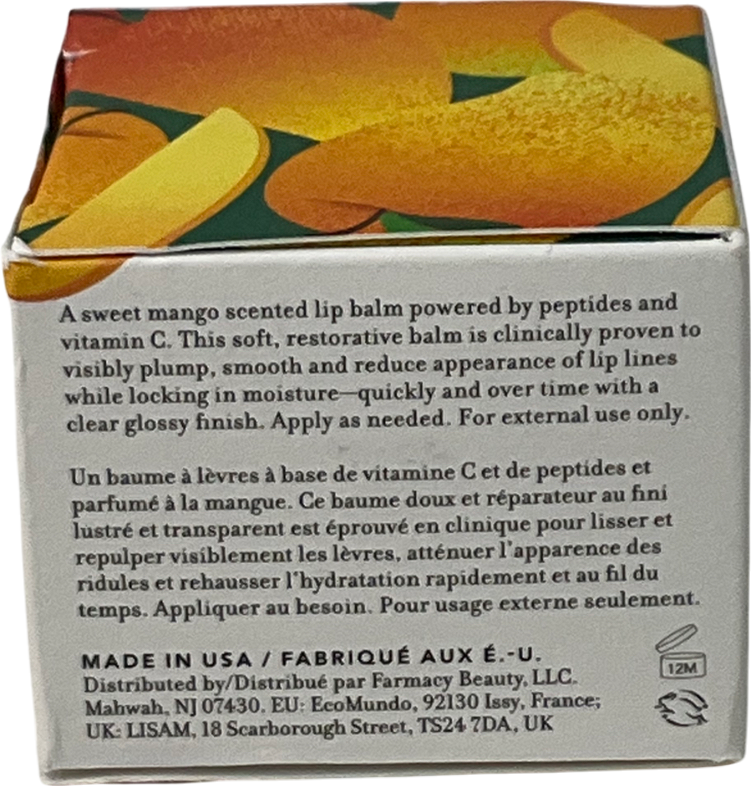 A sweet mango scented lip balm powered by peptides and
vitamin C. This soft, restorative balm is clinically proven to
visibly plump, smooth and reduce appearance of lip lines
while locking in moisture—quickly and over time with a
clear glossy finish. Apply as needed. For external use only.
Un baume à lèvres à base de vitamine C et de peptides et
parfumé à la mangue. Ce baume doux et réparateur au fini
lustré et transparent est éprouvé en clinique pour lisser et
repulper visiblement les lèvres, atténuer l'apparence des
ridules et rehausser l'hydratation rapidement et au fil du
temps. Appliquer au besoin. Pour usage externe seulement.
MADE IN USA / FABRIQUÉ AUX É.-U.
Distributed by/Distribué par Farmacy Beauty, LLC.
Mahwah, NJ 07430. EU: EcoMundo, 92130 Issy, France;
UK: LISAM, 18 Scarborough Street, TS24 7DA, UK
12M